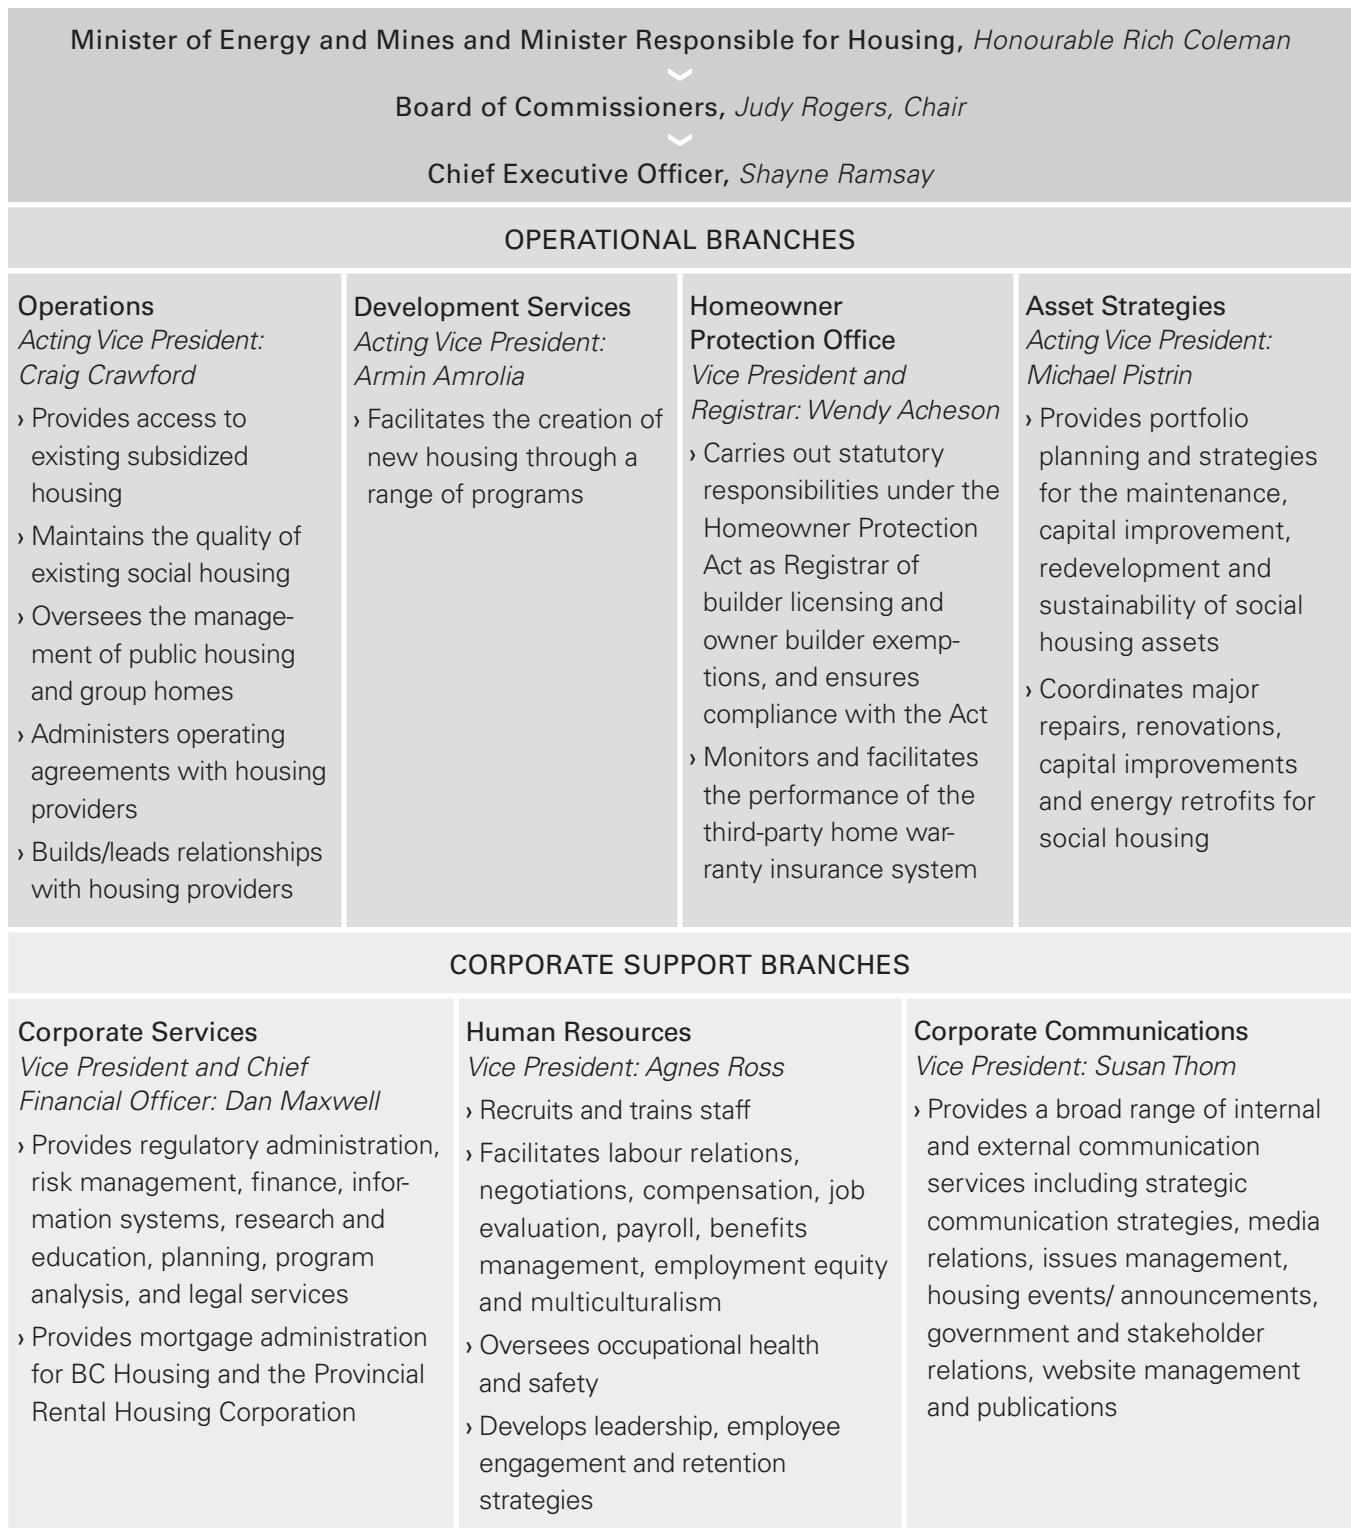 Minister of Energy and Mines and Minister Responsible for Housing, Honourable Rich Coleman
Board of Commissioners, Judy Rogers, Chair
Chief Executive Officer, Shayne Ramsay
OPERATIONAL BRANCHES
Operations
Acting Vice President:
Craig Crawford
› Provides access to
existing subsidized
housing
› Maintains the quality of
existing social housing
› Oversees the manage-
ment of public housing
and group homes
› Administers operating
agreements with housing
providers
› Builds/leads relationships
with housing providers
Development Services
Acting Vice President:
Armin Amrolia
› Facilitates the creation of
new housing through a
range of programs
Homeowner
Protection Office
Vice President and
Registrar: Wendy Acheson
› Carries out statutory
responsibilities under the
Homeowner Protection
Act as Registrar of
builder licensing and
owner builder exemp-
tions, and ensures
compliance with the Act
› Monitors and facilitates
the performance of the
third-party home war-
ranty insurance system
Asset Strategies
Acting Vice President:
Michael Pistrin
› Provides portfolio
planning and strategies
for the maintenance,
capital improvement,
redevelopment and
sustainability of social
housing assets
› Coordinates major
repairs, renovations,
capital improvements
and energy retrofits for
social housing
CORPORATE SUPPORT BRANCHES
Corporate Services
Vice President and Chief
Financial Officer: Dan Maxwell
› Provides regulatory administration,
risk management, finance, infor-
mation systems, research and
education, planning, program
analysis, and legal services
› Provides mortgage administration
for BC Housing and the Provincial
Rental Housing Corporation
Human Resources
Vice President: Agnes Ross
› Recruits and trains staff
› Facilitates labour relations,
negotiations, compensation, job
evaluation, payroll, benefits
management, employment equity
and multiculturalism
› Oversees occupational health
and safety
› Develops leadership, employee
engagement and retention
strategies
Corporate Communications
Vice President: Susan Thom
› Provides a broad range of internal
and external communication
services including strategic
communication strategies, media
relations, issues management,
housing events/ announcements,
government and stakeholder
relations, website management
and publications